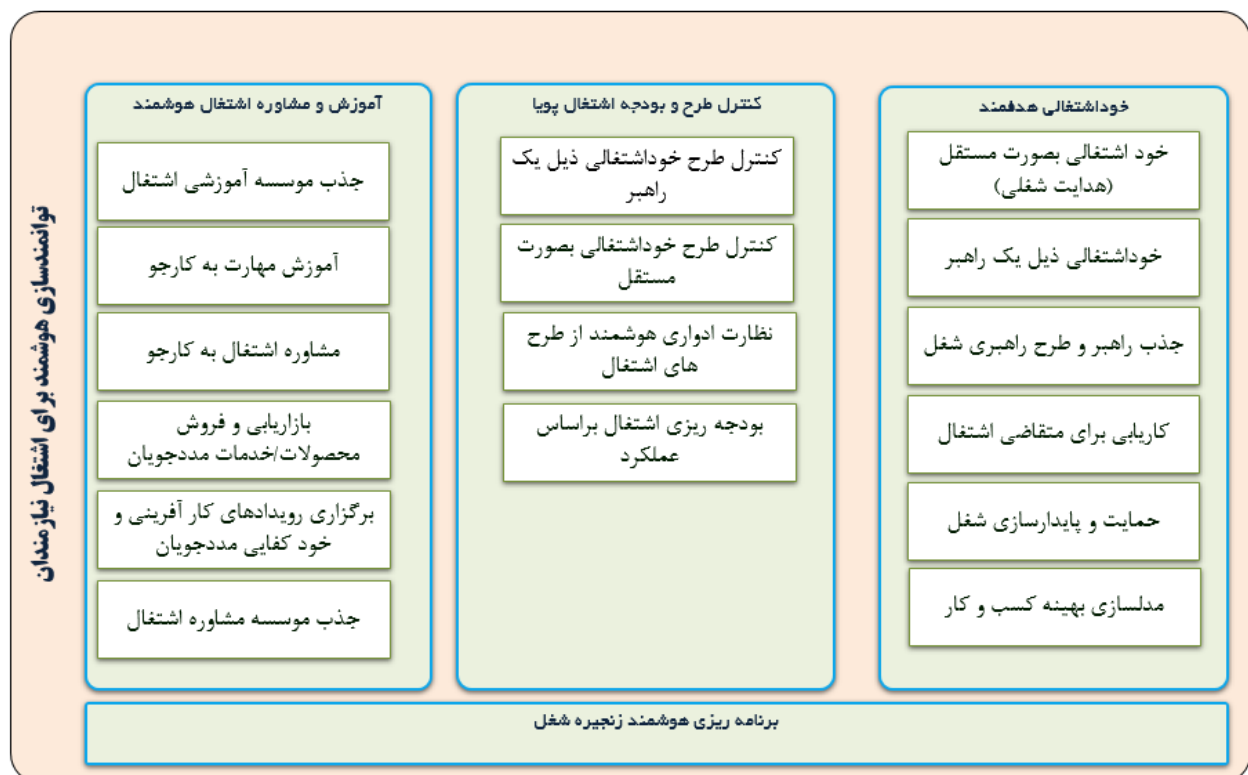 توانمندسازی هوشمند برای اشتغال نیازمندان
خوداشتغالی هدفمند
خود اشتغالی بصورت مستقل
(هدایت شغلی)
خوداشتغالی ذیل یک راهبر
جذب راهبر و طرح راهبری شغل
کاریابی برای متقاضی اشتغال
حمایت و پایدارسازی شغل
مدلسازی بهینه کسب و کار
کنترل طرح و بودجه اشتغال پویا
کنترل طرح خوداشتغالی ذیل یک
راهبر
کنترل طرح خوداشتغالی بصورت
مستقل
نظارت ادواری هوشمند از طرح
های اشتغال
بودجه ریزی اشتغال براساس
عملکرد
آموزش و مشاوره اشتغال هوشمند
جذب موسسه آموزشی اشتغال
آموزش مهارت به کارجو
مشاوره اشتغال به کارجو
بازاریابی و فروش
محصولات/خدمات مددجویان
برگزاری رویدادهای کار آفرینی و
خود کفایی مددجویان
جذب موسسه مشاوره اشتغال
برنامه ریزی هوشمند زنجیره شغل